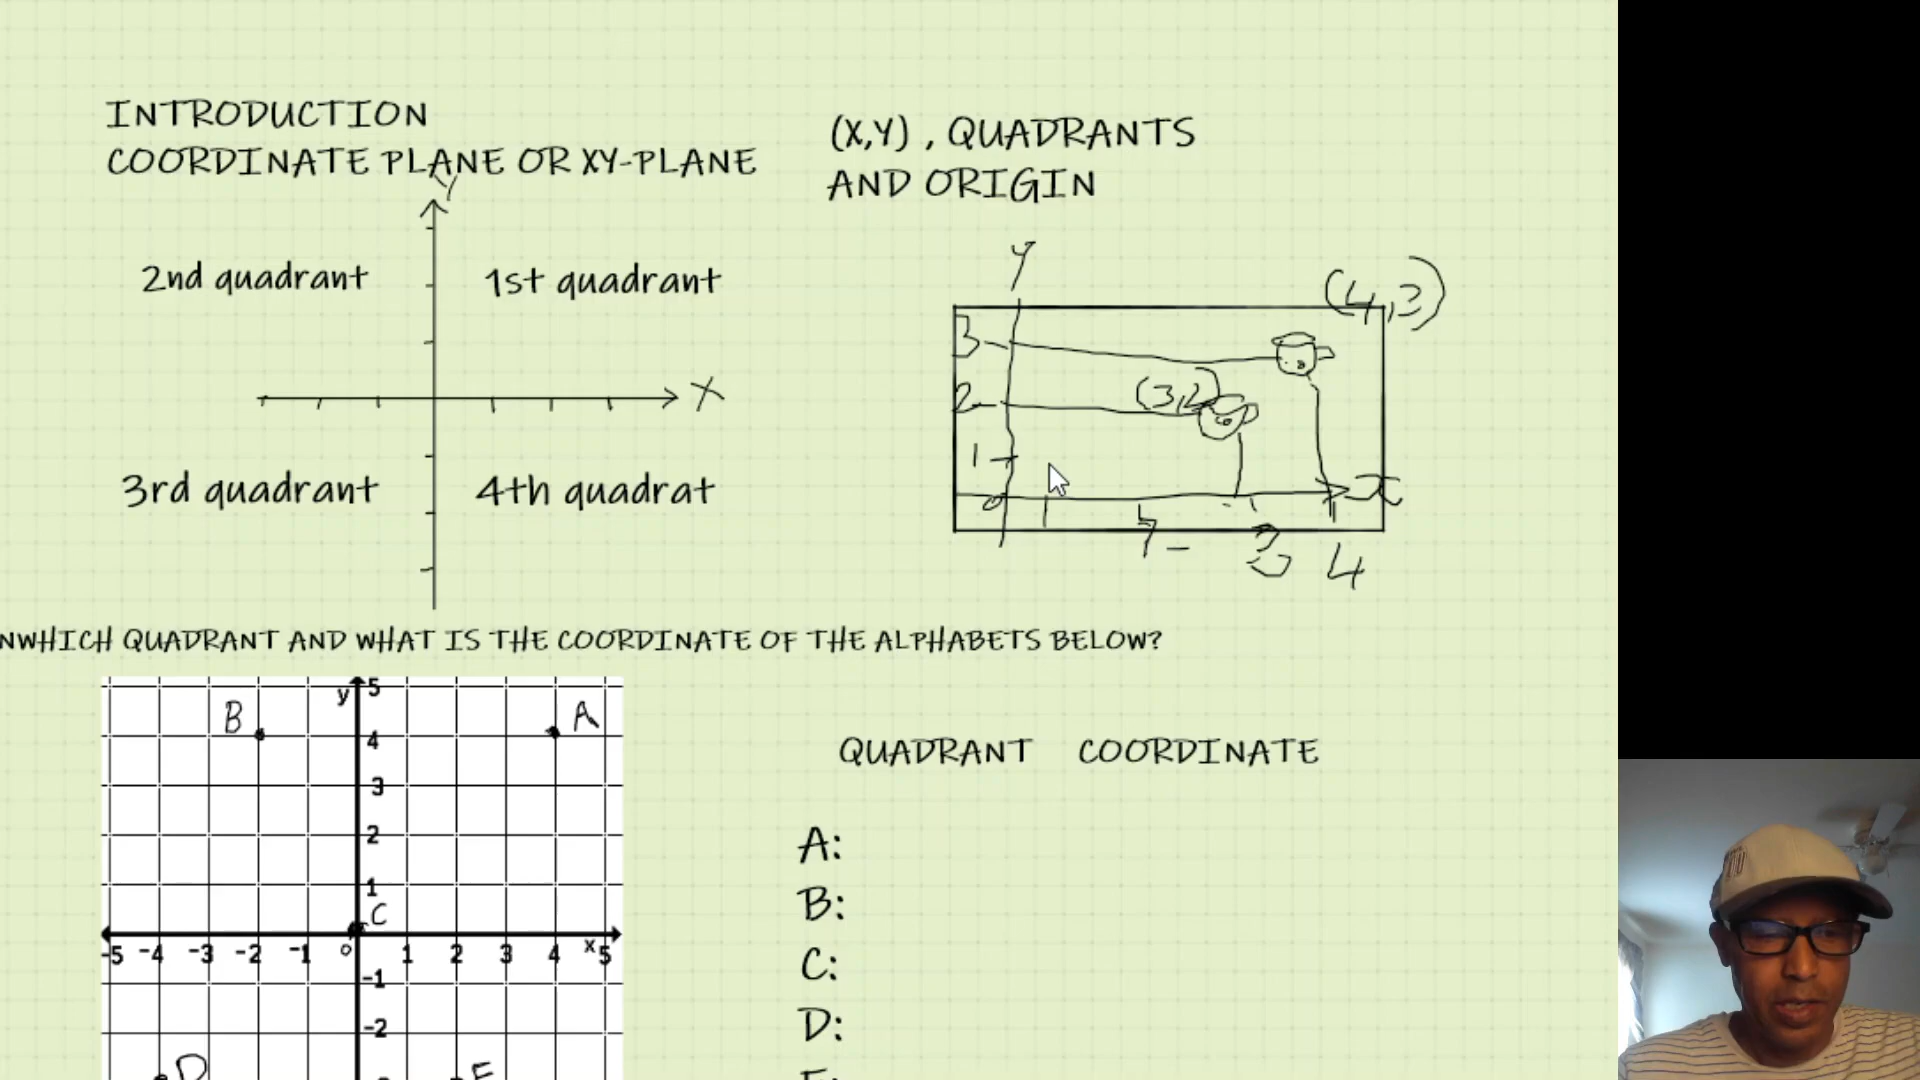 INTRODUCTION
COORDINATE PLANE OR XY-PLANE
(X,Y) , QUADRANTS
AND ORIGIN
Y
2nd quadrant
1st quadrant
X
3rd quadrant
4th quadrat
Y
(4,3)
3
2
(3,2)
1
0
x
3 4
NWHICH QUADRANT AND WHAT IS THE COORDINATE OF THE ALPHABETS BELOW?
y 5
B A
4
3
2
1
C
-5 -4 -3 -2 -1 0 1 2 3 4 x 5
-1
-2
D E
QUADRANT COORDINATE
A:
B:
C:
D: